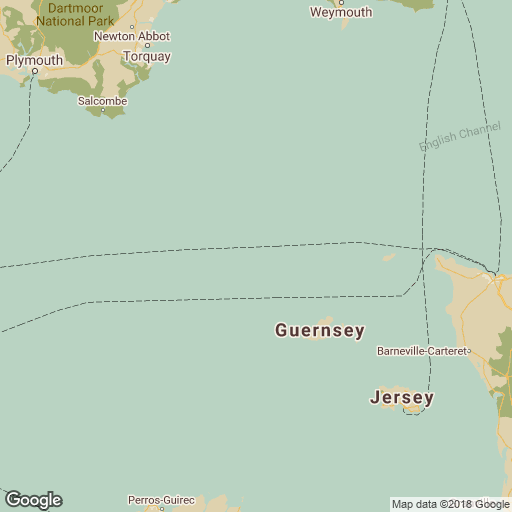 Dartmoor
National Park
Weymouth
Newton Abbot
Torquay
Plymouth
Salcombe
English Channel
Guernsey
Barneville-Carteret
Jersey
Perros-Guirec
Google
Google
Map data ©2018 Google